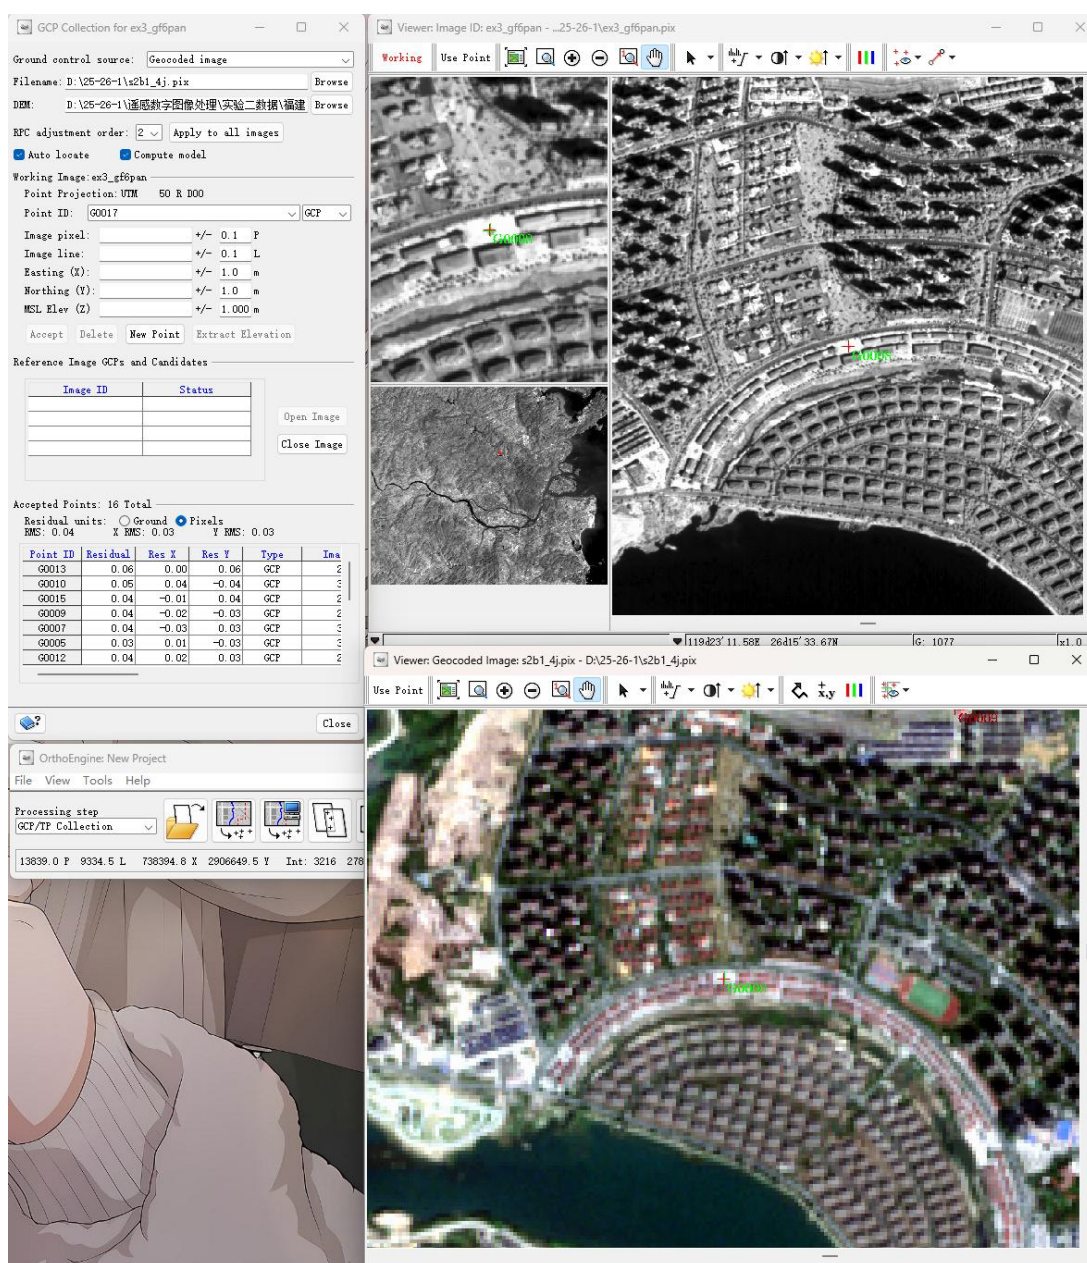 GCP Collection for ex3_gf6pan
Ground control source: Geocoded image
Filename: D:\25-26-1\s2b1_4j.pix Browse
DEM: D:\25-26-1\遥感数字图像处理\实验二数据\福建 Browse
RPC adjustment order: 2 Apply to all images
Auto locate Compute model
Working Image:ex3_gf6pan
Point Projection:UTM 50 R D00
Point ID: G0017 GCP
Image pixel: +/- 0.1 P
Image line: +/- 0.1 L
Easting (X): +/- 1.0 m
Northing (Y): +/- 1.0 m
MSL Elev (Z) +/- 1.000 m
Accept Delete New Point Extract Elevation
Reference Image GCPs and Candidates
Image ID Status
Open Image
Close Image
Accepted Points: 16 Total
Residual units: Ground Pixels
RMS: 0.04 X RMS: 0.03 Y RMS: 0.03
Point ID Residual Res X Res Y Type Ima
G0013 0.06 0.00 0.06 GCP 2
G0010 0.05 0.04 -0.04 GCP 3
G0015 0.04 -0.01 0.04 GCP 2
G0009 0.04 -0.02 -0.03 GCP 2
G0007 0.04 -0.03 0.03 GCP 3
G0005 0.03 0.01 -0.03 GCP 3
G0012 0.04 0.02 0.03 GCP 2
Close
OrthoEngine: New Project
File View Tools Help
Processing step
GCP/TP Collection
13839.0 P 9334.5 L 738394.8 X 2906649.5 Y Int: 3216 278
Viewer: Image ID: ex3_gf6pan - ...25-26-1\ex3_gf6pan.pix
Working Use Point
119d23'11.58E 26d15'33.67N G: 1077 x1.0
Viewer: Geocoded Image: s2b1_4j.pix - D:\25-26-1\s2b1_4j.pix
Use Point x,y